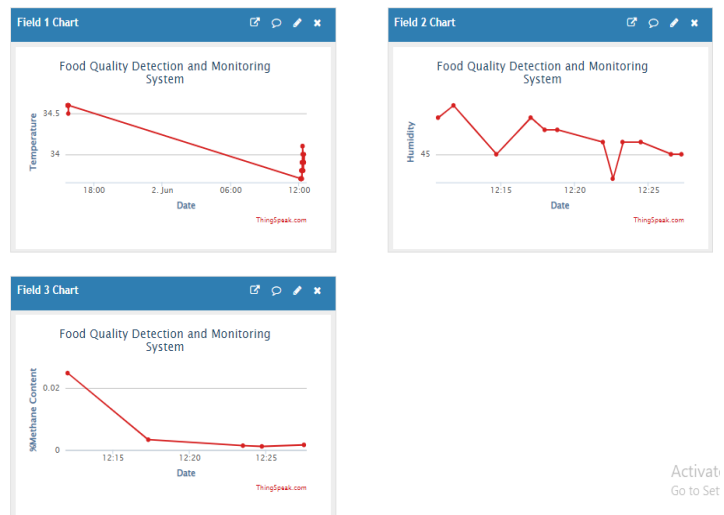 Field 1 Chart
Food Quality Detection and Monitoring
System
Temperature
34.5
34
18:00 2. Jun 06:00 12:00
Date
ThingSpeak.com
Field 2 Chart
Food Quality Detection and Monitoring
System
Humidity
45
12:15 12:20 12:25
Date
ThingSpeak.com
Field 3 Chart
Food Quality Detection and Monitoring
System
%Methane Content
0.02
0
12:15 12:20 12:25
Date
ThingSpeak.com
Activate
Go to Set